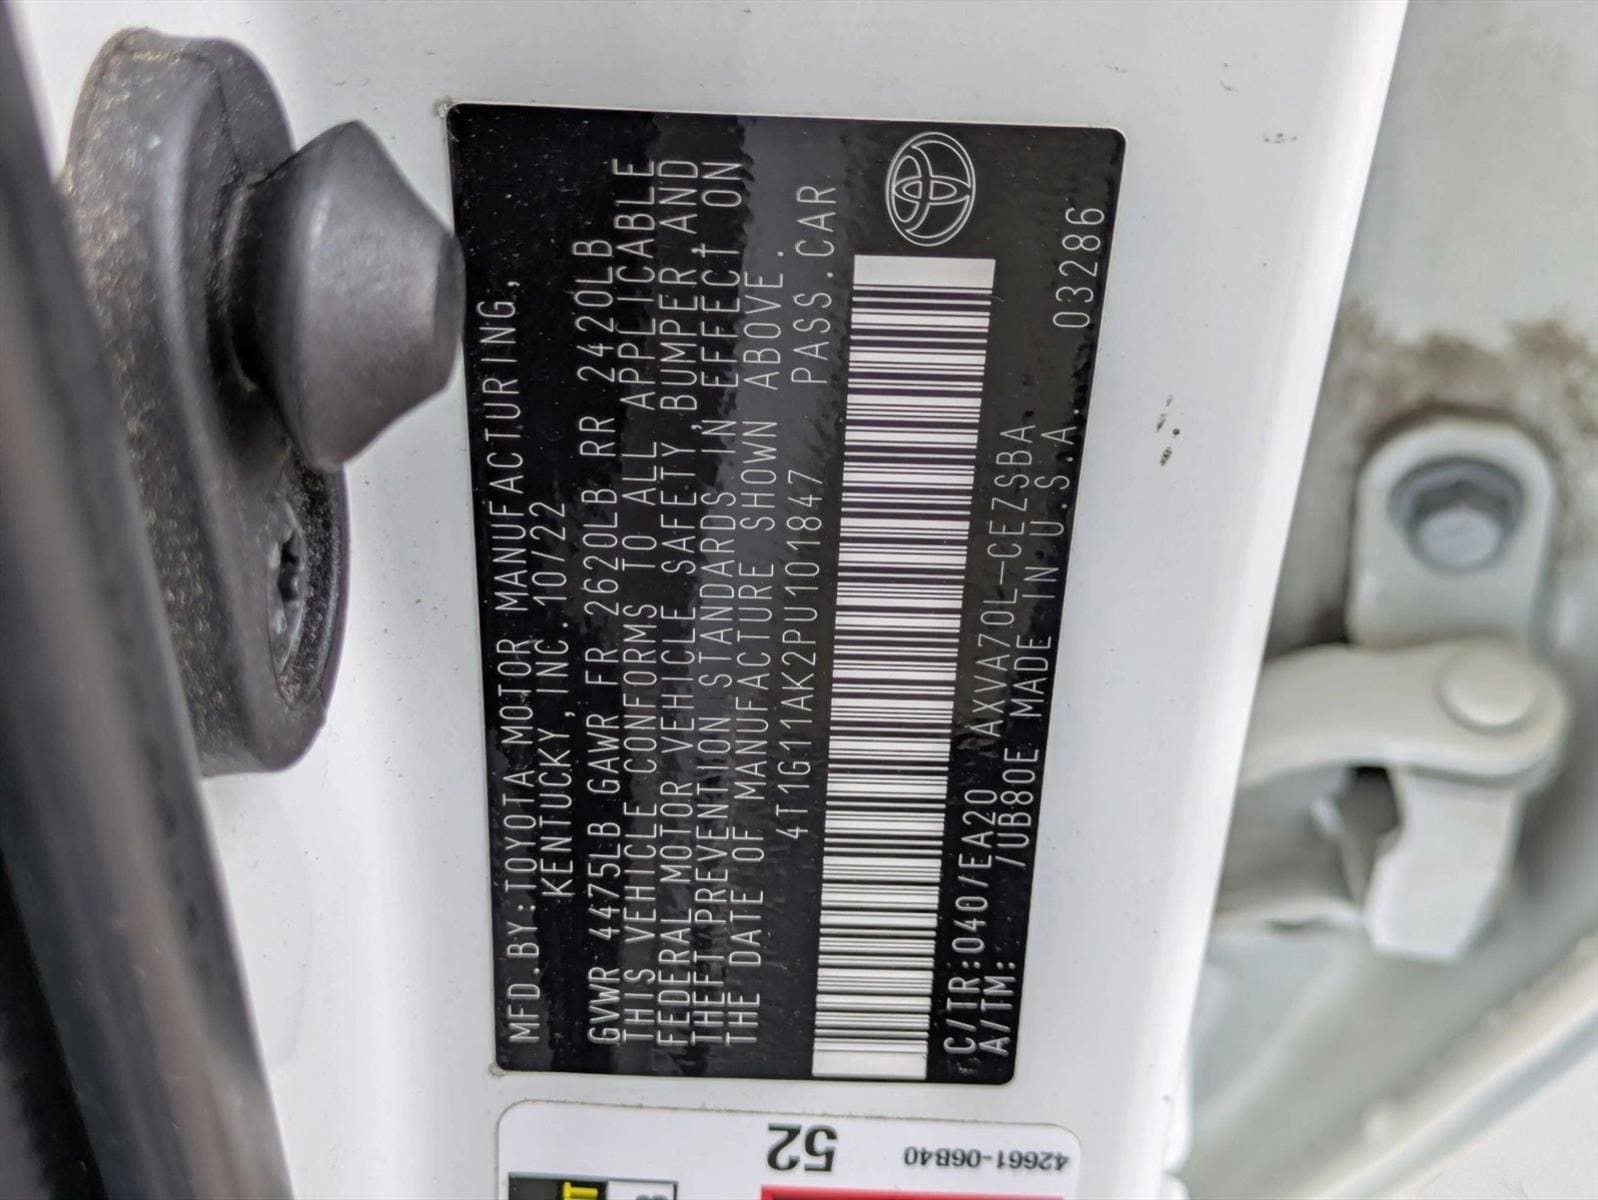 MFD.BY:TOYOTA MOTOR MANUFACTURING,
KENTUCKY,INC.10/22
GVWR 4475LB GAWR FR 2620LB RR 2420LB
THIS VEHICLE CONFORMS TO ALL APPLICABLE
FEDERAL MOTOR VEHICLE SAFETY,BUMPER,AND
THEFT PREVENTION STANDARDS IN EFFECT ON
THE DATE OF MANUFACTURE SHOWN ABOVE.
4T1G11AK2PU101847 PASS.CAR
C/TR:040/EA20 AXVA70L-CEZSBA 03286
A/TM: /UB80E MADE IN U.S.A.
52
42661-06B40